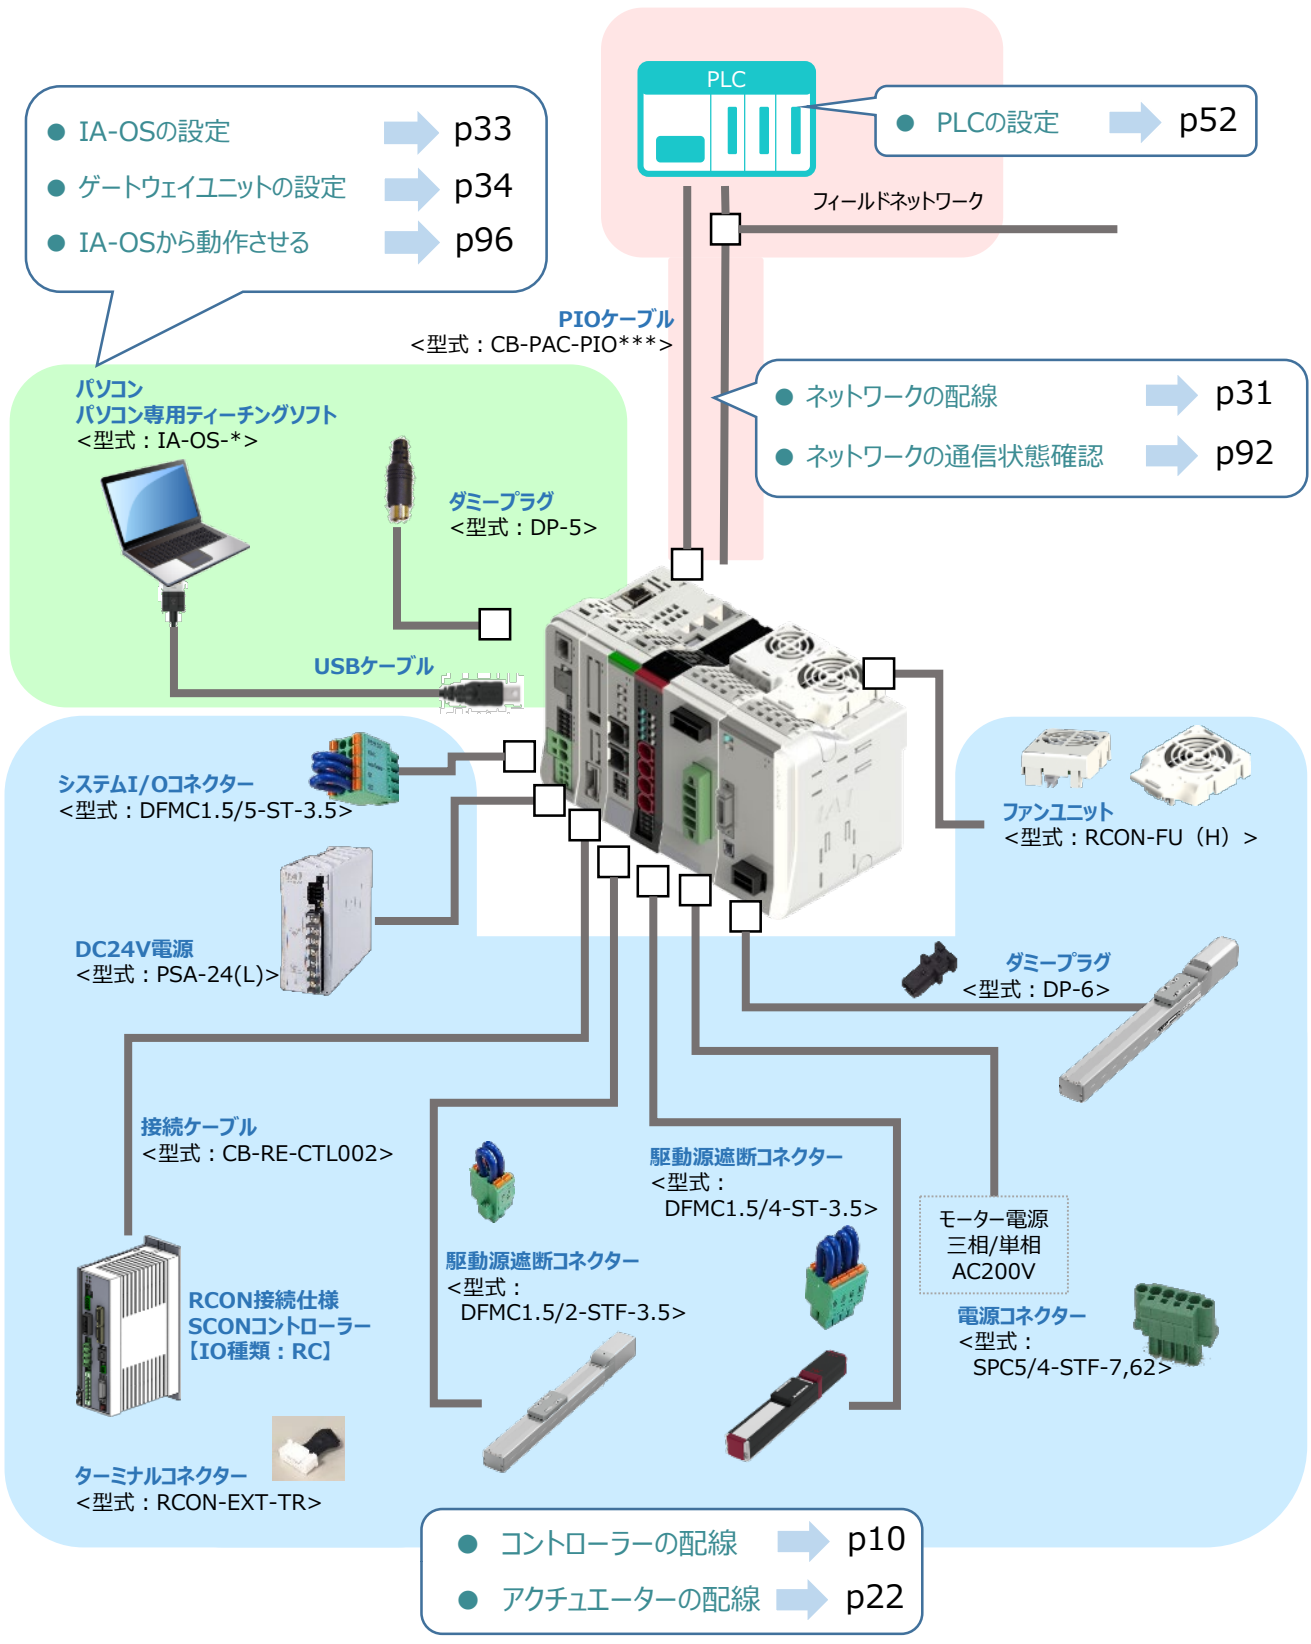 PLC
● IA-OSの設定 p33
● ゲートウェイユニットの設定 p34
● IA-OSから動作させる p96
● PLCの設定 p52
フィールドネットワーク
PIOケーブル
<型式：CB-PAC-PIO***>
● ネットワークの配線 p31
● ネットワークの通信状態確認 p92
パソコン
パソコン専用ティーチングソフト
<型式：IA-OS-*>
ダミープラグ
<型式：DP-5>
USBケーブル
システムI/Oコネクター
<型式：DFMC1.5/5-ST-3.5>
ファンユニット
<型式：RCON-FU（H）>
DC24V電源
<型式：PSA-24(L)>
ダミープラグ
<型式：DP-6>
接続ケーブル
<型式：CB-RE-CTL002>
駆動源遮断コネクター
<型式：
DFMC1.5/4-ST-3.5>
モーター電源
三相/単相
AC200V
駆動源遮断コネクター
<型式：
DFMC1.5/2-STF-3.5>
RCON接続仕様
SCONコントローラー
【IO種類：RC】
電源コネクター
<型式：
SPC5/4-STF-7,62>
ターミナルコネクター
<型式：RCON-EXT-TR>
● コントローラーの配線 p10
● アクチュエーターの配線 p22